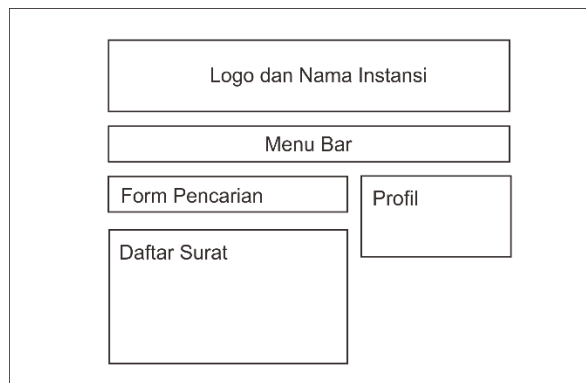 Logo dan Nama Instansi
Menu Bar
Form Pencarian
Profil
Daftar Surat